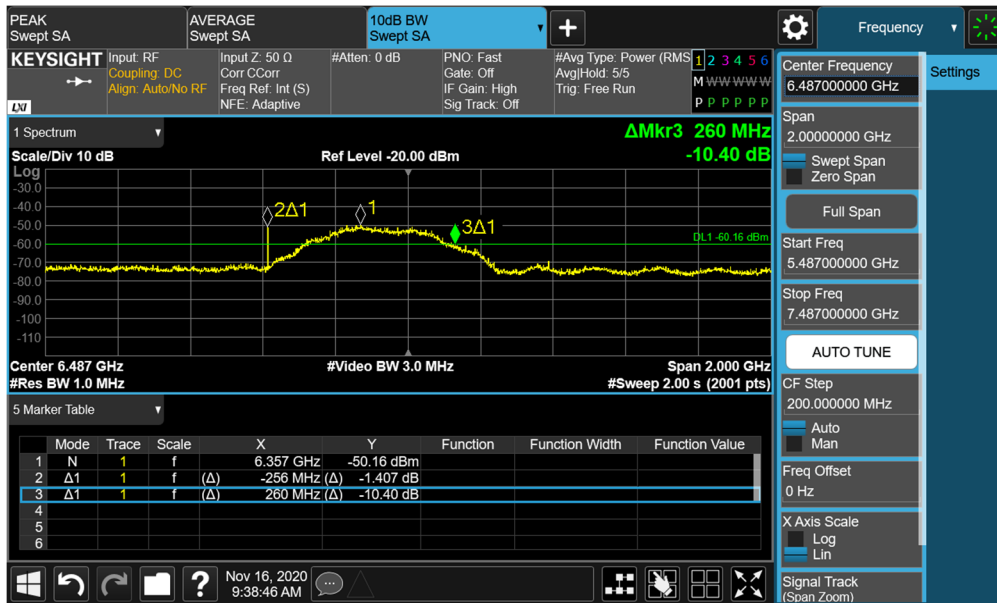 PEAK
Swept SA
AVERAGE
Swept SA
10dB BW
Swept SA
Frequency
KEYSIGHT
LXI
Input: RF
Coupling: DC
Align: Auto/No RF
Input Z: 50 Ω
Corr CCorr
Freq Ref: Int (S)
NFE: Adaptive
#Atten: 0 dB
PNO: Fast
Gate: Off
IF Gain: High
Sig Track: Off
#Avg Type: Power (RMS
Avg|Hold: 5/5
Trig: Free Run
1 2 3 4 5 6
M W W W W W
P P P P P P
1 Spectrum
Scale/Div 10 dB
Ref Level -20.00 dBm
ΔMkr3 260 MHz
-10.40 dB
Log
-30.0
-40.0
-50.0
-60.0
-70.0
-80.0
-90.0
-100
-110
2Δ1
1
3Δ1
DL1 -60.16 dBm
Center 6.487 GHz
#Video BW 3.0 MHz
Span 2.000 GHz
#Res BW 1.0 MHz
#Sweep 2.00 s (2001 pts)
5 Marker Table
Mode Trace Scale X Y Function Function Width Function Value
1 N 1 f 6.357 GHz -50.16 dBm
2 Δ1 1 f (Δ) -256 MHz (Δ) -1.407 dB
3 Δ1 1 f (Δ) 260 MHz (Δ) -10.40 dB
4
5
6
Nov 16, 2020
9:38:46 AM
Center Frequency
6.487000000 GHz
Span
2.00000000 GHz
Swept Span
Zero Span
Full Span
Start Freq
5.487000000 GHz
Stop Freq
7.487000000 GHz
AUTO TUNE
CF Step
200.000000 MHz
Auto
Man
Freq Offset
0 Hz
X Axis Scale
Log
Lin
Signal Track
(Span Zoom)
Settings